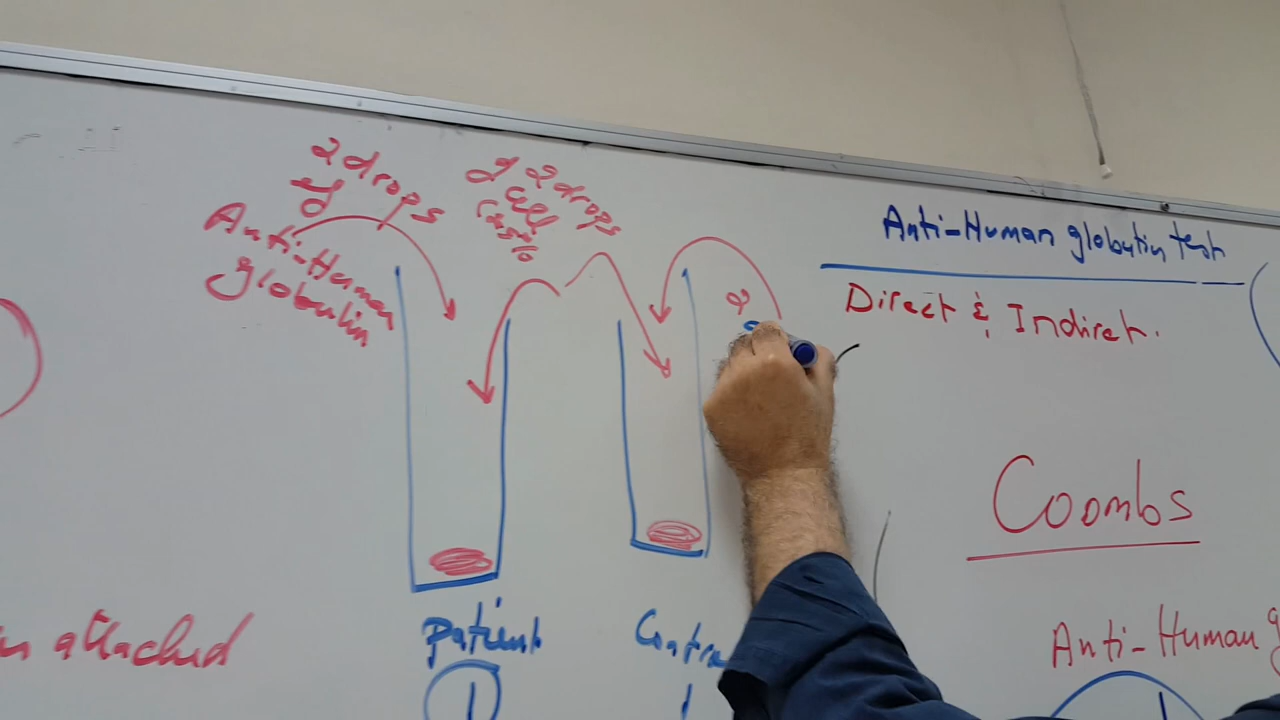 2 drops
of
Anti-Human
globulin
2 drops
of cell
Anti-Human globulin test
Direct & Indirect.
2
Coombs
attached
Patient
1
Anti-Human